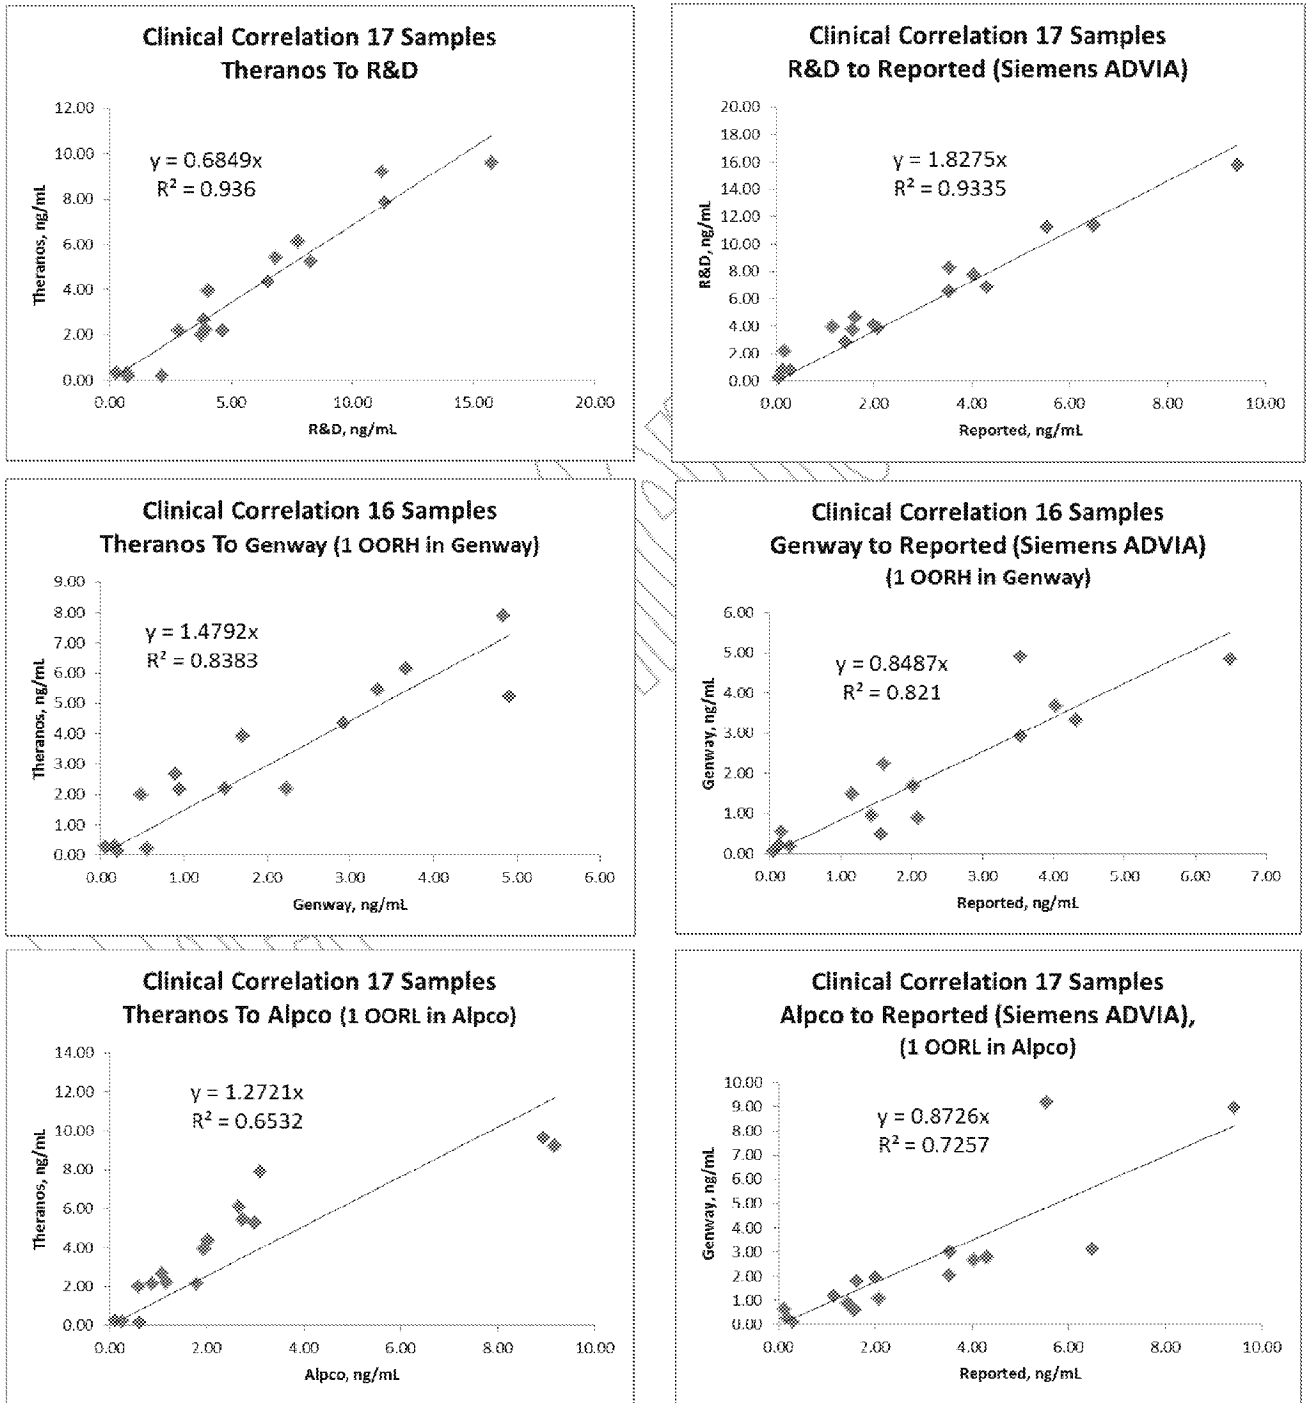 Clinical Correlation 17 Samples
Theranos To R&D
12.00
10.00
8.00
6.00
4.00
2.00
0.00
Theranos, ng/mL
y = 0.6849x
R² = 0.936
0.00 5.00 10.00 15.00 20.00
R&D, ng/mL
Clinical Correlation 17 Samples
R&D to Reported (Siemens ADVIA)
20.00
18.00
16.00
14.00
12.00
10.00
8.00
6.00
4.00
2.00
0.00
R&D, ng/mL
y = 1.8275x
R² = 0.9335
0.00 2.00 4.00 6.00 8.00 10.00
Reported, ng/mL
Clinical Correlation 16 Samples
Theranos To Genway (1 OORH in Genway)
9.00
8.00
7.00
6.00
5.00
4.00
3.00
2.00
1.00
0.00
Theranos, ng/mL
y = 1.4792x
R² = 0.8383
0.00 1.00 2.00 3.00 4.00 5.00 6.00
Genway, ng/mL
Clinical Correlation 16 Samples
Genway to Reported (Siemens ADVIA)
(1 OORH in Genway)
6.00
5.00
4.00
3.00
2.00
1.00
0.00
Genway, ng/mL
y = 0.8487x
R² = 0.821
0.00 1.00 2.00 3.00 4.00 5.00 6.00 7.00
Reported, ng/mL
Clinical Correlation 17 Samples
Theranos To Alpco (1 OORL in Alpco)
14.00
12.00
10.00
8.00
6.00
4.00
2.00
0.00
Theranos, ng/mL
y = 1.2721x
R² = 0.6532
0.00 2.00 4.00 6.00 8.00 10.00
Alpco, ng/mL
Clinical Correlation 17 Samples
Alpco to Reported (Siemens ADVIA),
(1 OORL in Alpco)
10.00
9.00
8.00
7.00
6.00
5.00
4.00
3.00
2.00
1.00
0.00
Genway, ng/mL
y = 0.8726x
R² = 0.7257
0.00 2.00 4.00 6.00 8.00 10.00
Reported, ng/mL